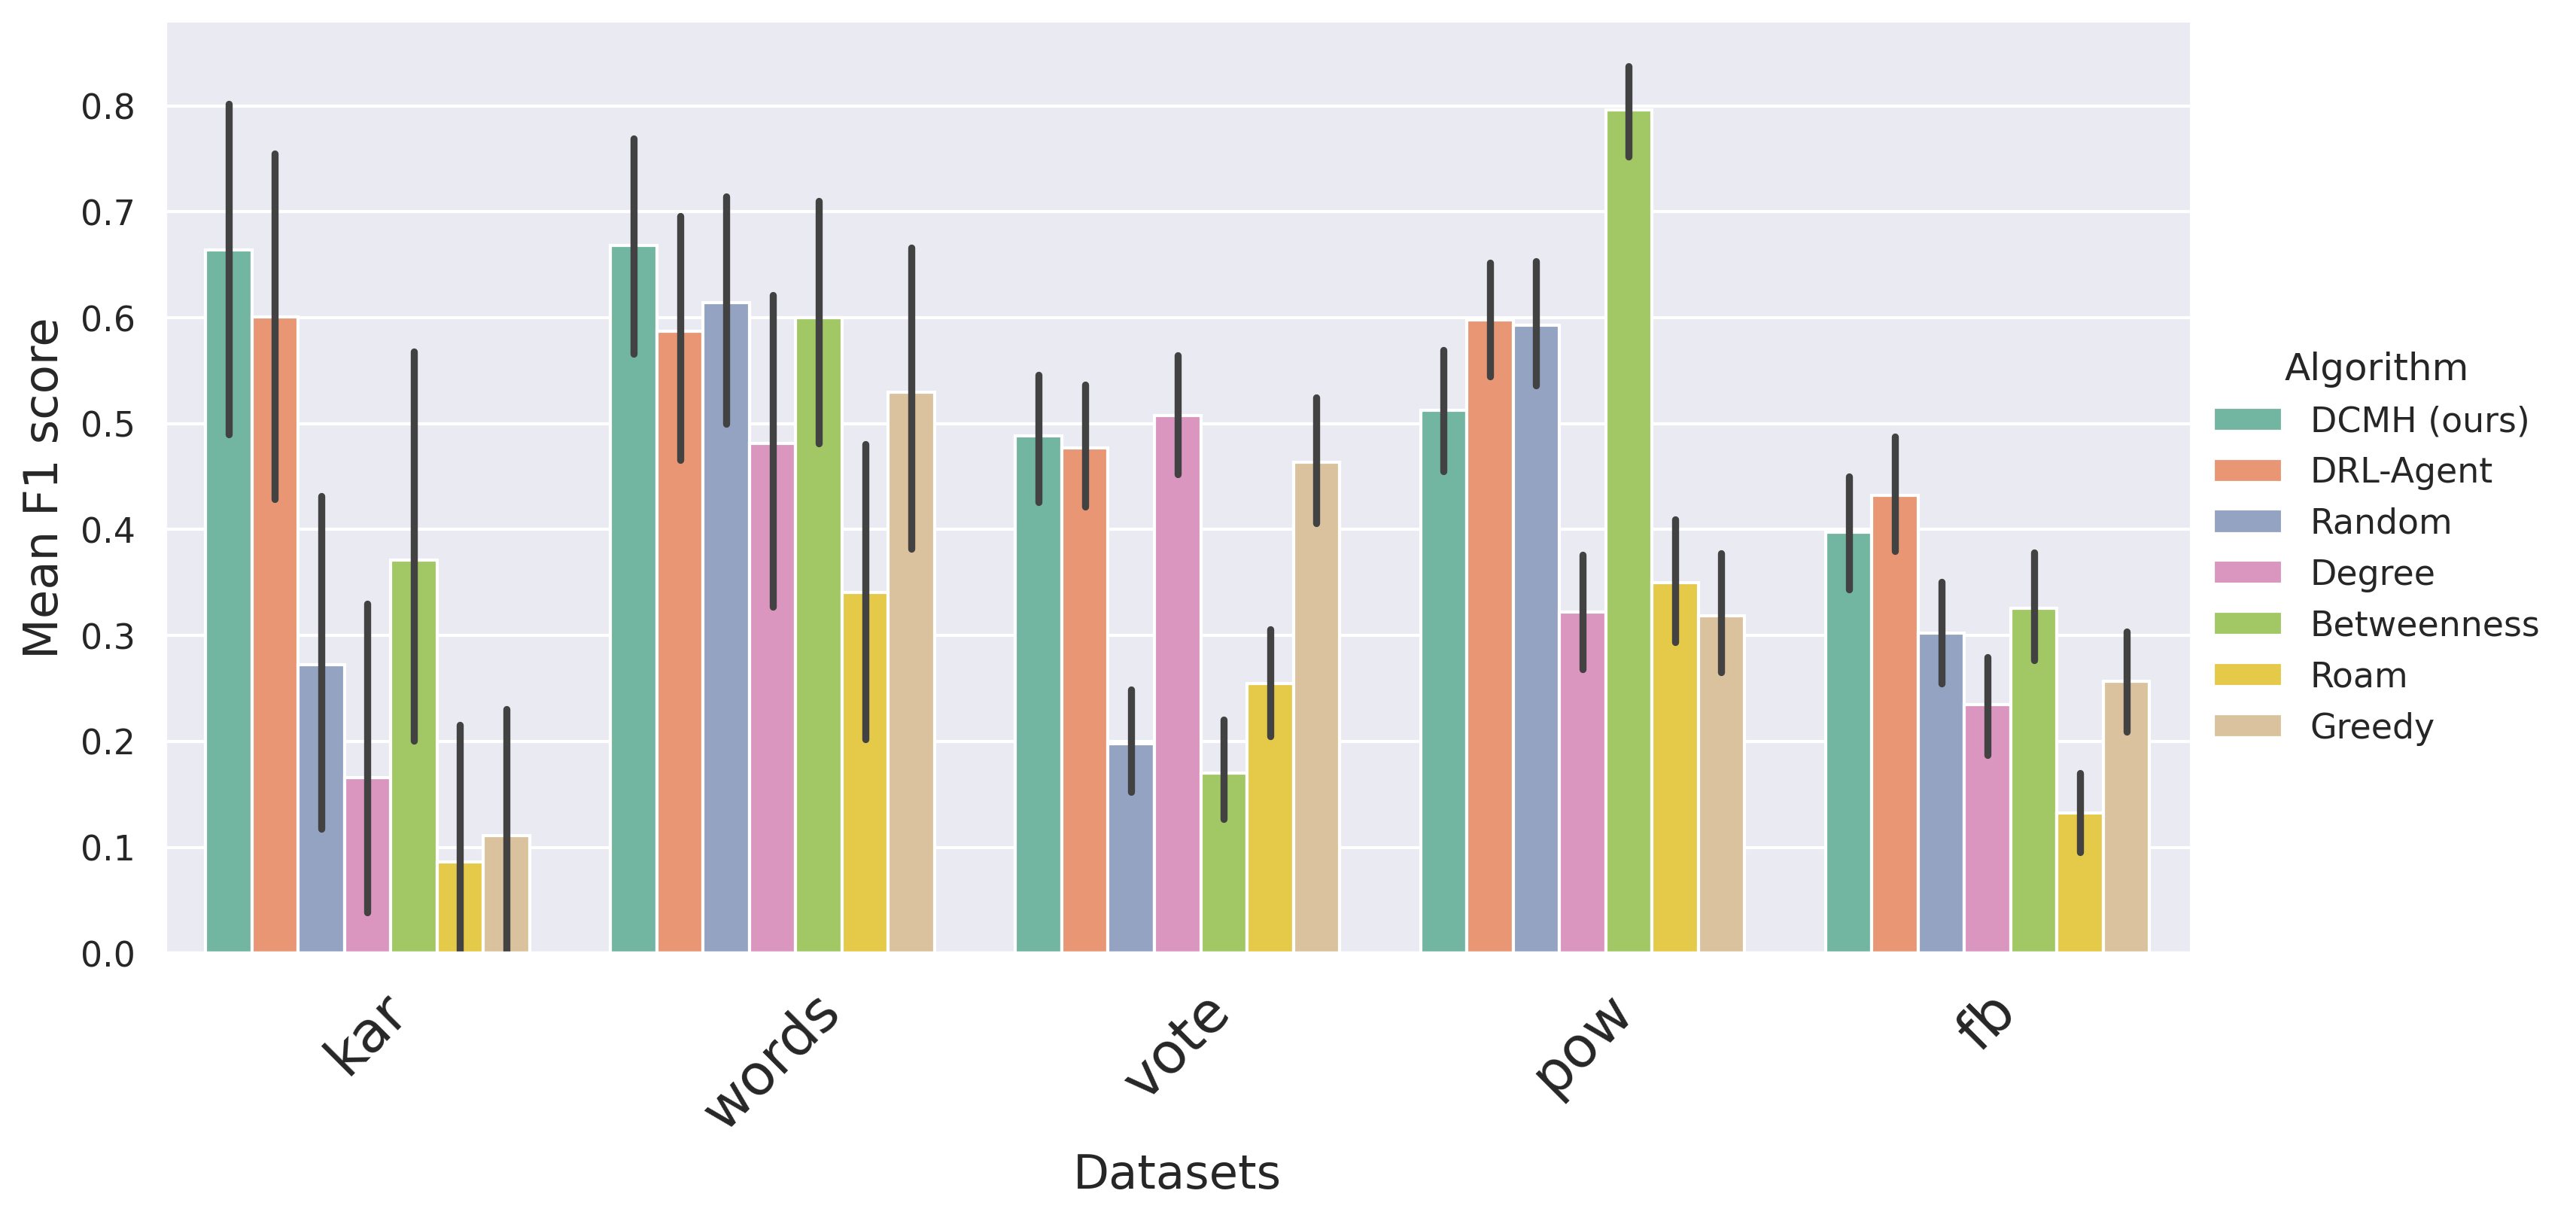 Mean F1 score
0.8
0.7
0.6
0.5
0.4
0.3
0.2
0.1
0.0
kar
words
vote
pow
fb
Datasets
Algorithm
DCMH (ours)
DRL-Agent
Random
Degree
Betweenness
Roam
Greedy